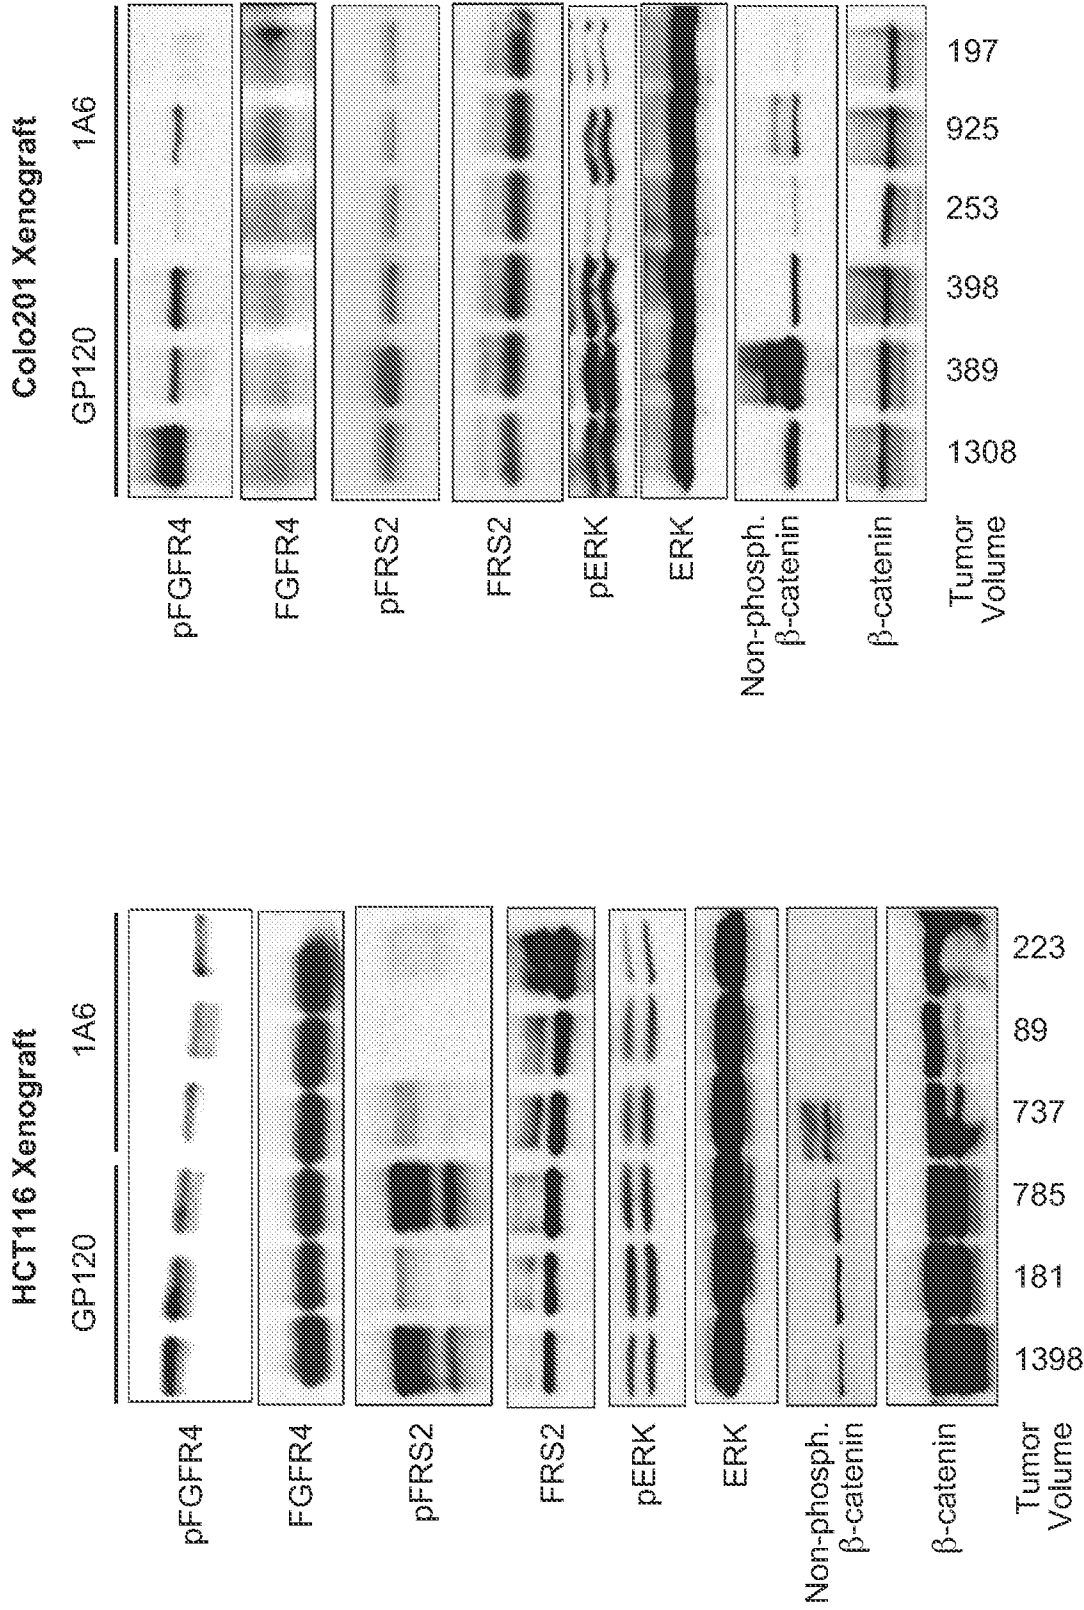 HCT116 Xenograft
GP120 1A6
pFGFR4
FGFR4
pFRS2
FRS2
pERK
ERK
Non-phosph.
β-catenin
β-catenin
Tumor
Volume
1398 181 785 737 89 223
Colo201 Xenograft
GP120 1A6
pFGFR4
FGFR4
pFRS2
FRS2
pERK
ERK
Non-phosph.
β-catenin
β-catenin
Tumor
Volume
1308 389 398 253 925 197